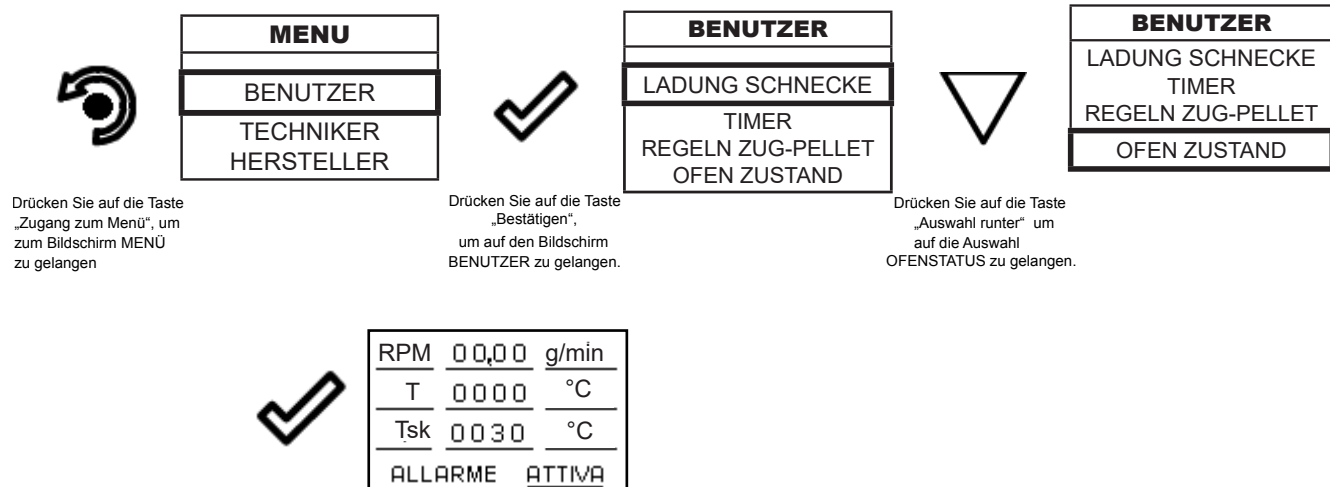 MENU
BENUTZER
TECHNIKER
HERSTELLER
Drücken Sie auf die Taste
„Zugang zum Menü“, um
zum Bildschirm MENÜ
zu gelangen
BENUTZER
LADUNG SCHNECKE
TIMER
REGELN ZUG-PELLET
OFEN ZUSTAND
Drücken Sie auf die Taste
„Bestätigen“,
um auf den Bildschirm
BENUTZER zu gelangen.
BENUTZER
LADUNG SCHNECKE
TIMER
REGELN ZUG-PELLET
OFEN ZUSTAND
Drücken Sie auf die Taste
„Auswahl runter“ um
auf die Auswahl
OFENSTATUS zu gelangen.
RPM 00,00 g/min
T 0000 °C
Tsk 0030 °C
ALLARME ATTIVA